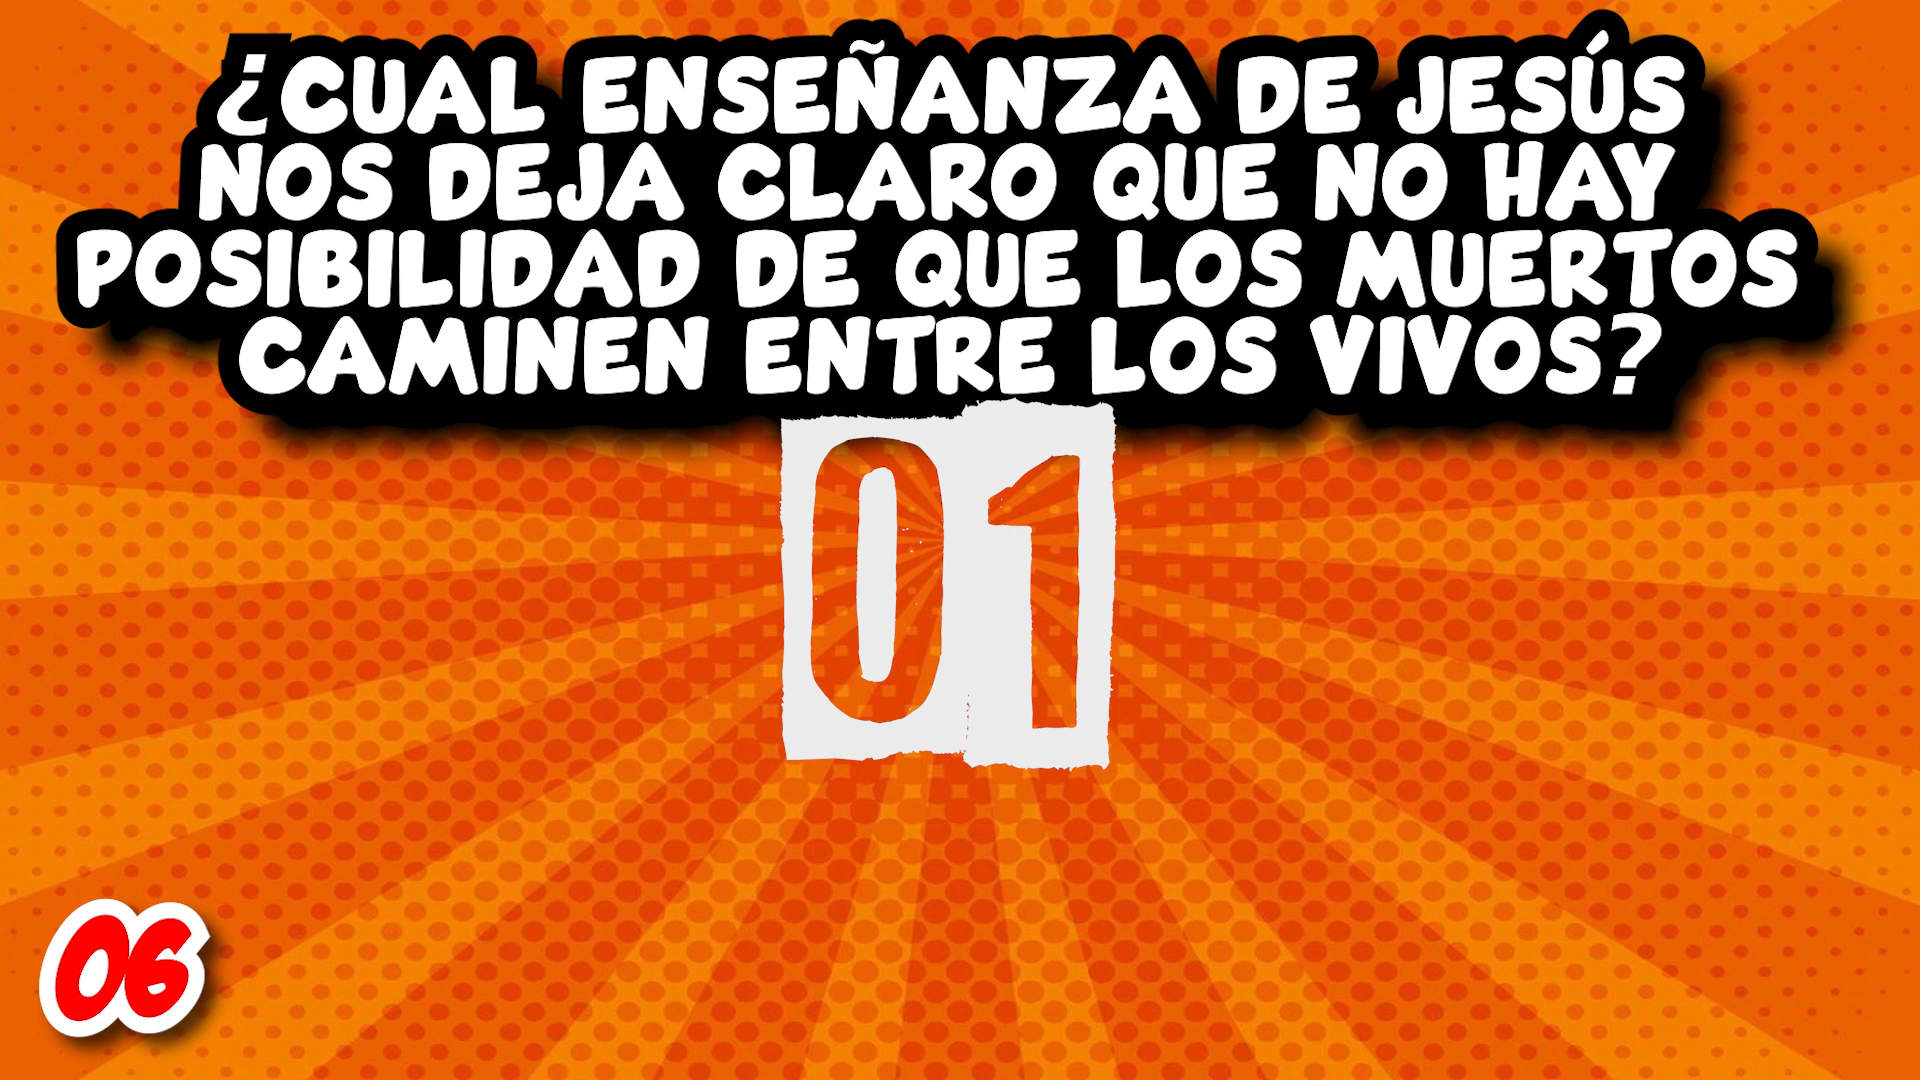 ¿CUAL ENSEÑANZA DE JESÚS
NOS DEJA CLARO QUE NO HAY
POSIBILIDAD DE QUE LOS MUERTOS
CAMINEN ENTRE LOS VIVOS?
01
06